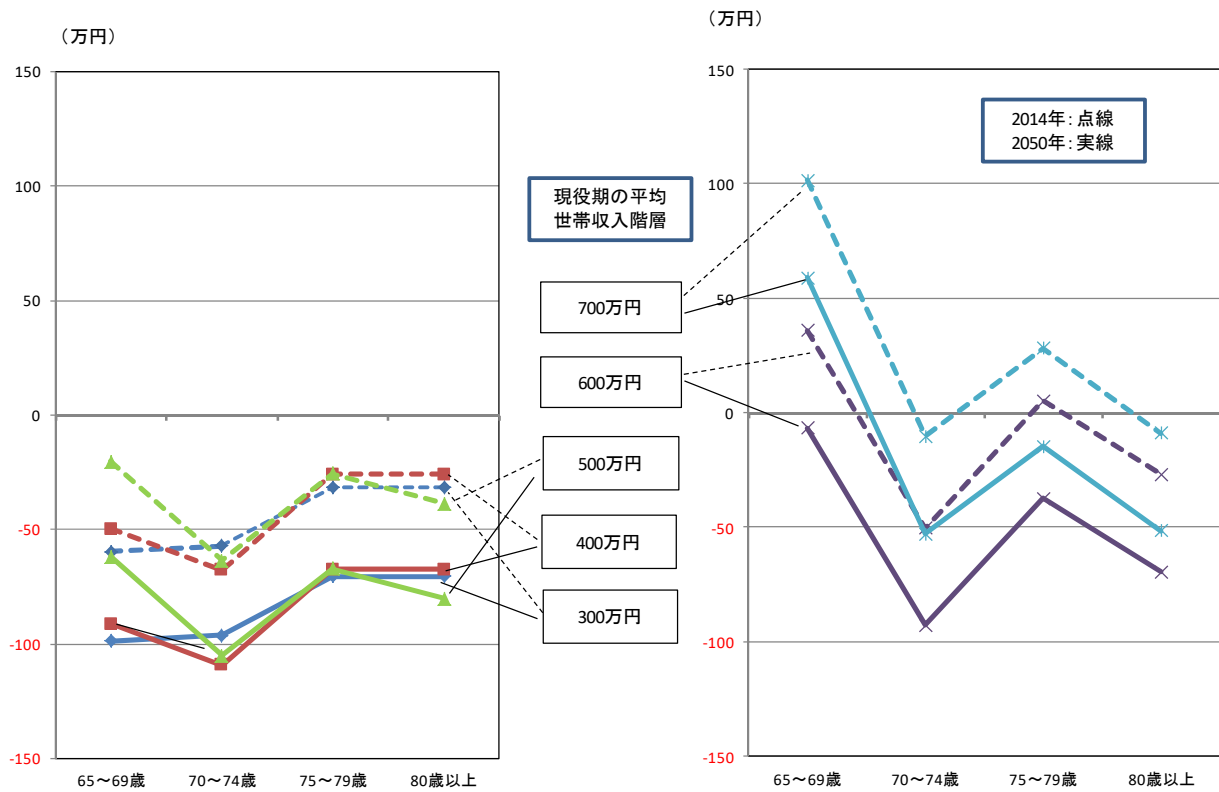 （万円）
150
100
50
0
-50
-100
-150
65～69歳
70～74歳
75～79歳
80歳以上
現役期の平均
世帯収入階層
700万円
600万円
500万円
400万円
300万円
（万円）
150
100
50
0
-50
-100
-150
65～69歳
70～74歳
75～79歳
80歳以上
2014年：点線
2050年：実線